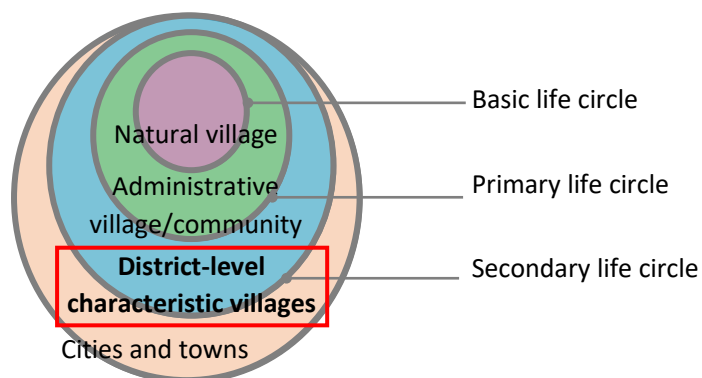 Natural village
Administrative
village/community
District-level
characteristic villages
Cities and towns
Basic life circle
Primary life circle
Secondary life circle